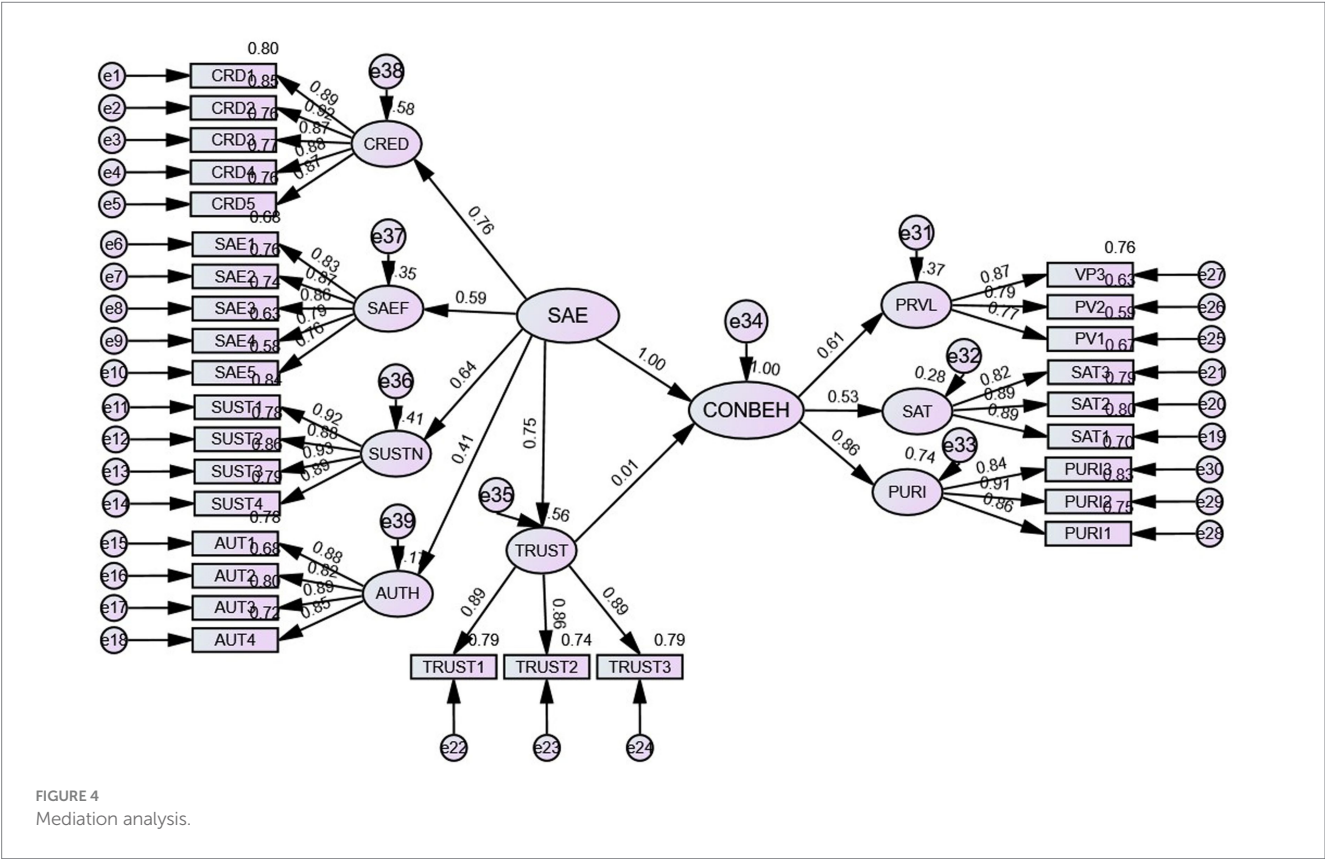 0.80
e1 CRD1 0.89 e38
0.85
e2 CRD2 0.92 .58
0.76
e3 CRD3 0.87 CRED
0.77
e4 CRD4 0.88
0.76
e5 CRD5 0.87
0.68
0.76
e6 SAE1 0.83 e37
0.76
e7 SAE2 0.87 .35
0.74
e8 SAE3 0.86 SAEF 0.59 SAE
0.63
e9 SAE4 0.79
0.58
e10 SAE5 0.76
0.84
e11 SUST1 0.92 e36 0.64
0.78
e12 SUST2 0.88 .41
0.86
e13 SUST3 0.93 SUSTN
0.79
e14 SUST4 0.89
0.78
e15 AUT1 0.88 e39 0.41
0.68
e16 AUT2 0.82
0.80
e17 AUT3 0.89 AUTH
0.72
e18 AUT4 0.85
0.75
e35 .56
TRUST 0.01
0.89 0.86 0.89
0.79 0.74 0.79
TRUST1 TRUST2 TRUST3
e22 e23 e24
1.00
e34
1.00
CONBEH
0.61
0.53
0.86
e31
.37
PRVL
0.76
0.87 VP3 e27
0.63
0.79 PV2 e26
0.59
0.77 PV1 e25
e32
0.28
SAT
0.67
0.82 SAT3 e21
0.79
0.89 SAT2 e20
0.80
0.89 SAT1 e19
e33
0.74
PURI
0.70
0.84 PURI3 e30
0.83
0.91 PURI2 e29
0.75
0.86 PURI1 e28
FIGURE 4
Mediation analysis.